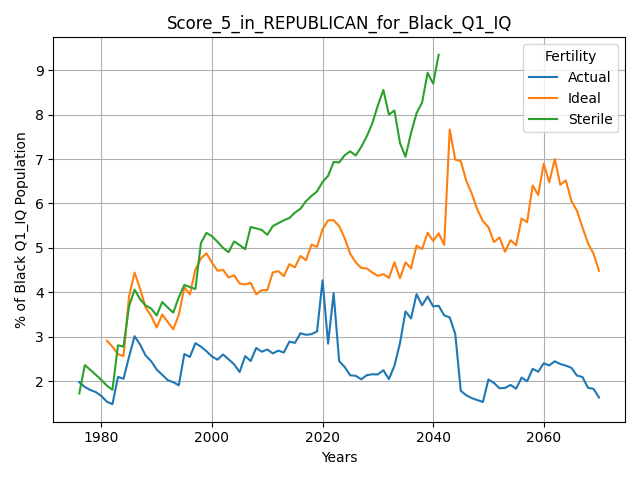 Score_5_in_REPUBLICAN_for_Black_Q1_IQ
% of Black Q1_IQ Population
9
8
7
6
5
4
3
2
1980
2000
2020
2040
2060
Years
Fertility
Actual
Ideal
Sterile